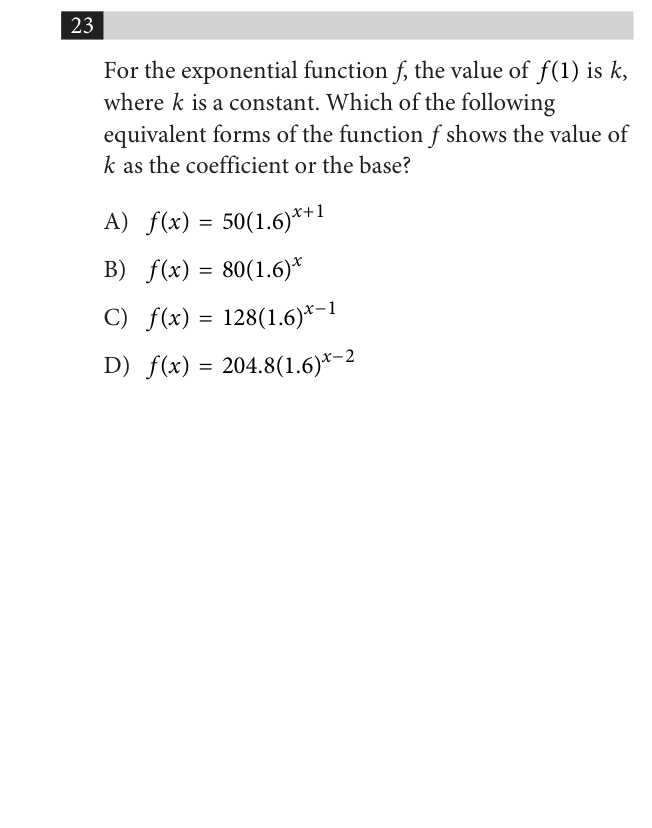 23
For the exponential function f, the value of f(1) is k,
where k is a constant. Which of the following
equivalent forms of the function f shows the value of
k as the coefficient or the base?
A) f(x) = 50(1.6)^{x+1}
B) f(x) = 80(1.6)^{x}
C) f(x) = 128(1.6)^{x−1}
D) f(x) = 204.8(1.6)^{x−2}